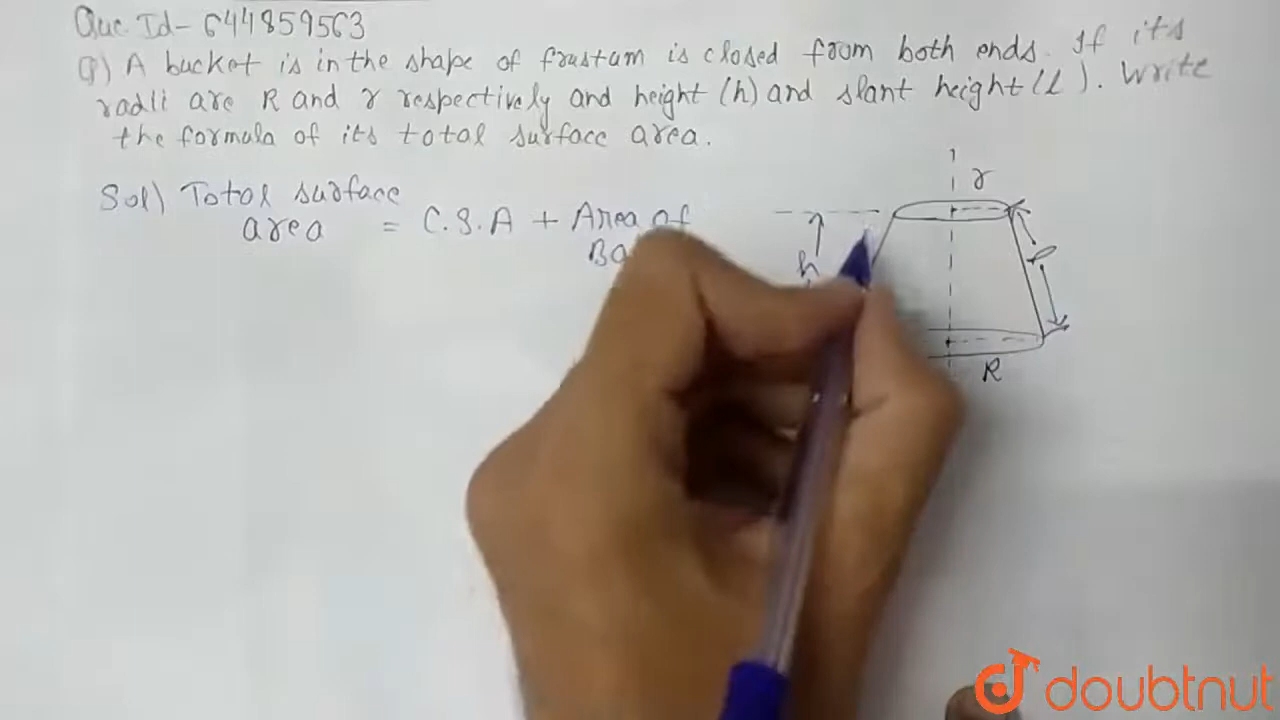 Que. Id- 644859563
Q) A bucket is in the shape of frustum is closed from both ends. If its
radii are R and r respectively and height (h) and slant height (l). Write
the formula of its total surface area.
Sol) Total surface
area = C.S.A + Area of
Ba
r
h
l
R
doubtnut